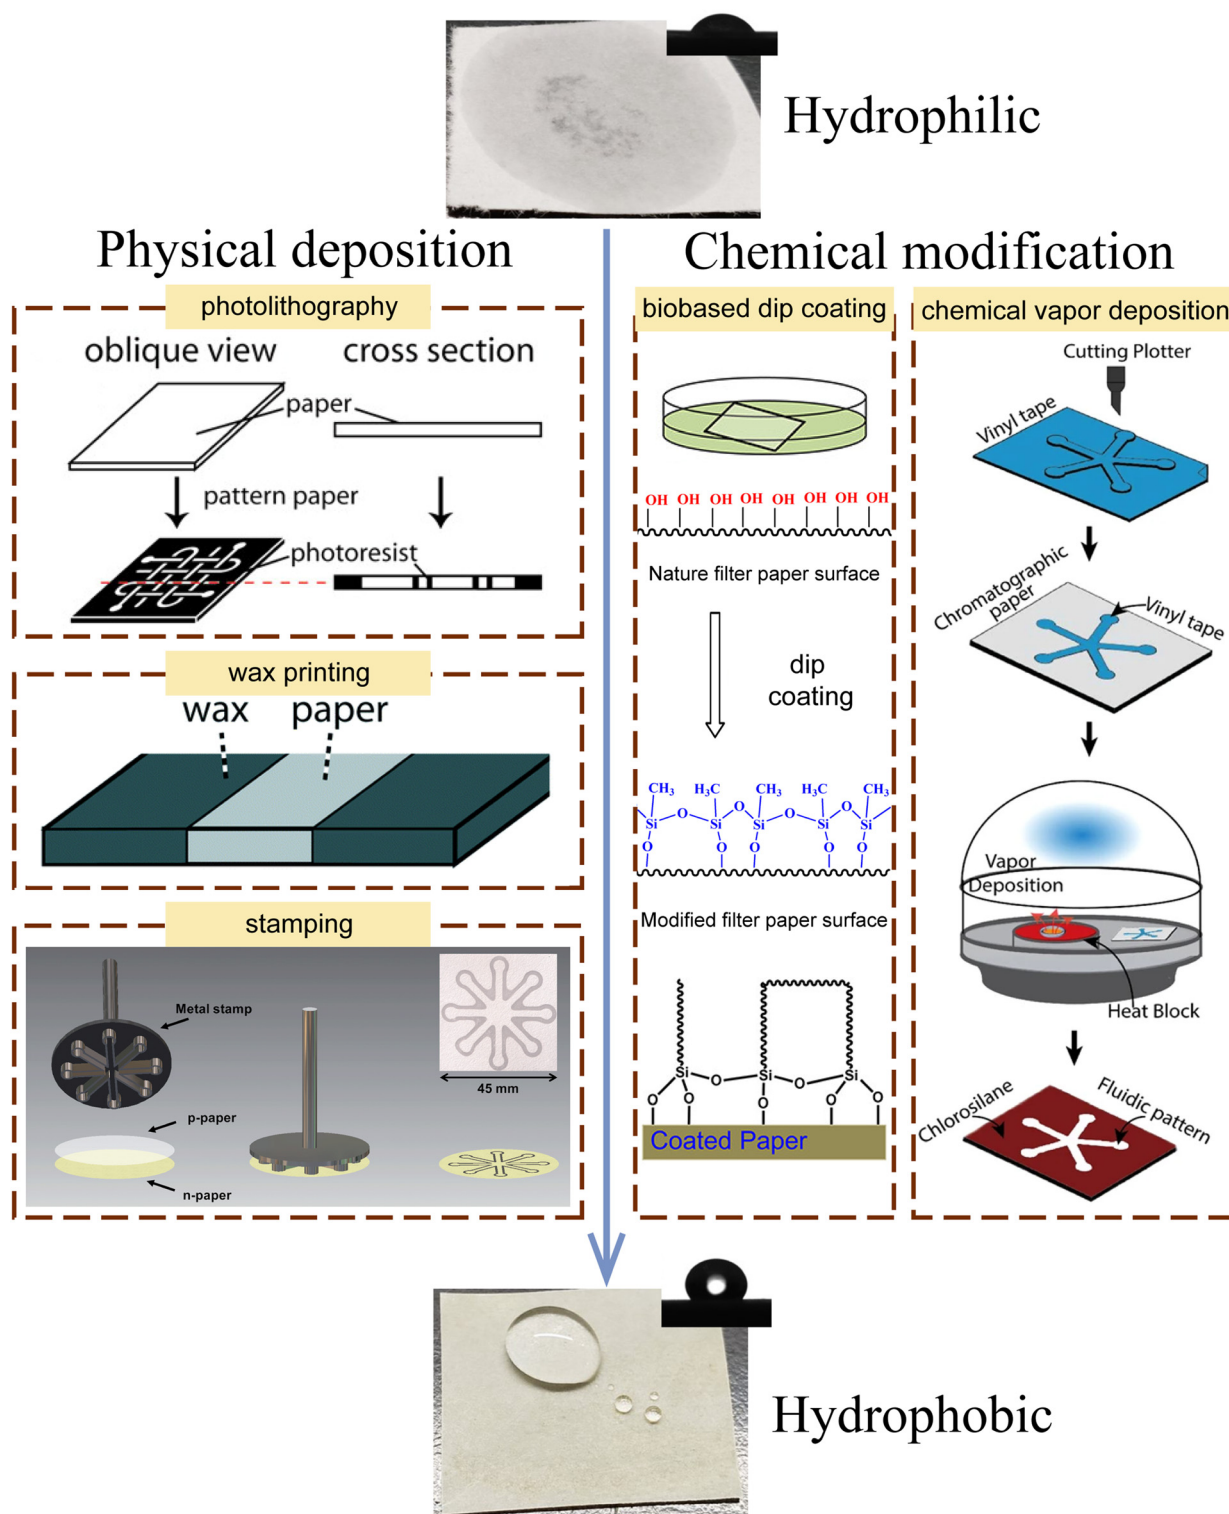 Hydrophilic
Physical deposition
photolithography
oblique view
cross section
paper
pattern paper
photoresist
wax printing
wax
paper
stamping
Metal stamp
45 mm
p-paper
n-paper
Chemical modification
biobased dip coating
OH OH OH OH OH OH OH OH
Nature filter paper surface
dip
coating
CH3 H3C CH3 H3C CH3
O O O O
Si Si Si Si Si
O O O O O
Modified filter paper surface
Si O Si O Si
O O O O O
Coated Paper
chemical vapor deposition
Cutting Plotter
Vinyl tape
Chromatographic
paper
Vinyl tape
Vapor
Deposition
Heat Block
Chlorosilane
Fluidic pattern
Hydrophobic